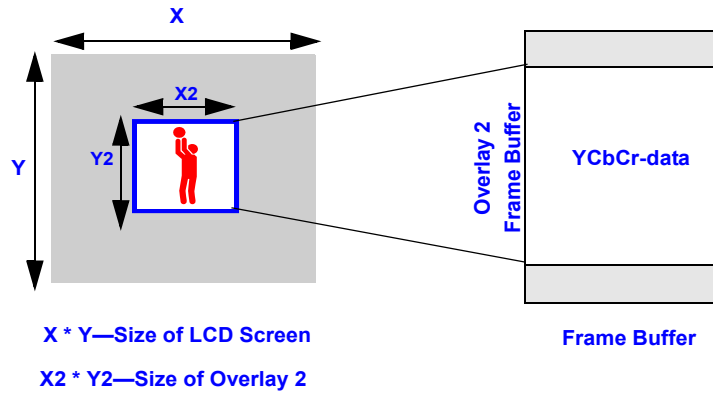 X
X2
Y2
Y
Overlay 2
Frame Buffer
YCbCr-data
X * Y—Size of LCD Screen
Frame Buffer
X2 * Y2—Size of Overlay 2